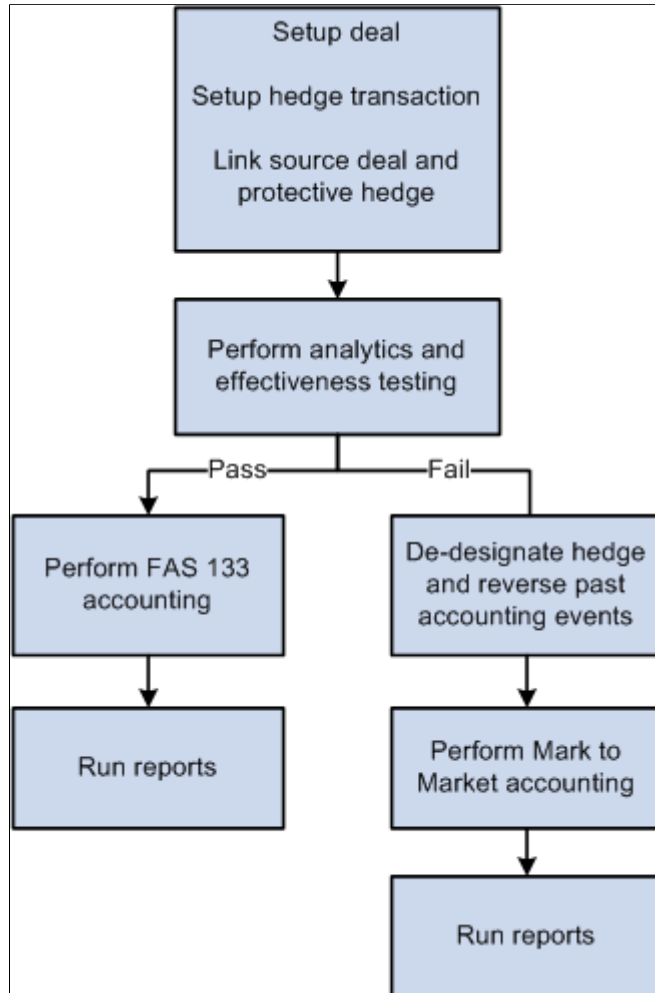 Setup deal
Setup hedge transaction
Link source deal and
protective hedge
Perform analytics and
effectiveness testing
Pass
Fail
Perform FAS 133
accounting
De-designate hedge
and reverse past
accounting events
Run reports
Perform Mark to
Market accounting
Run reports